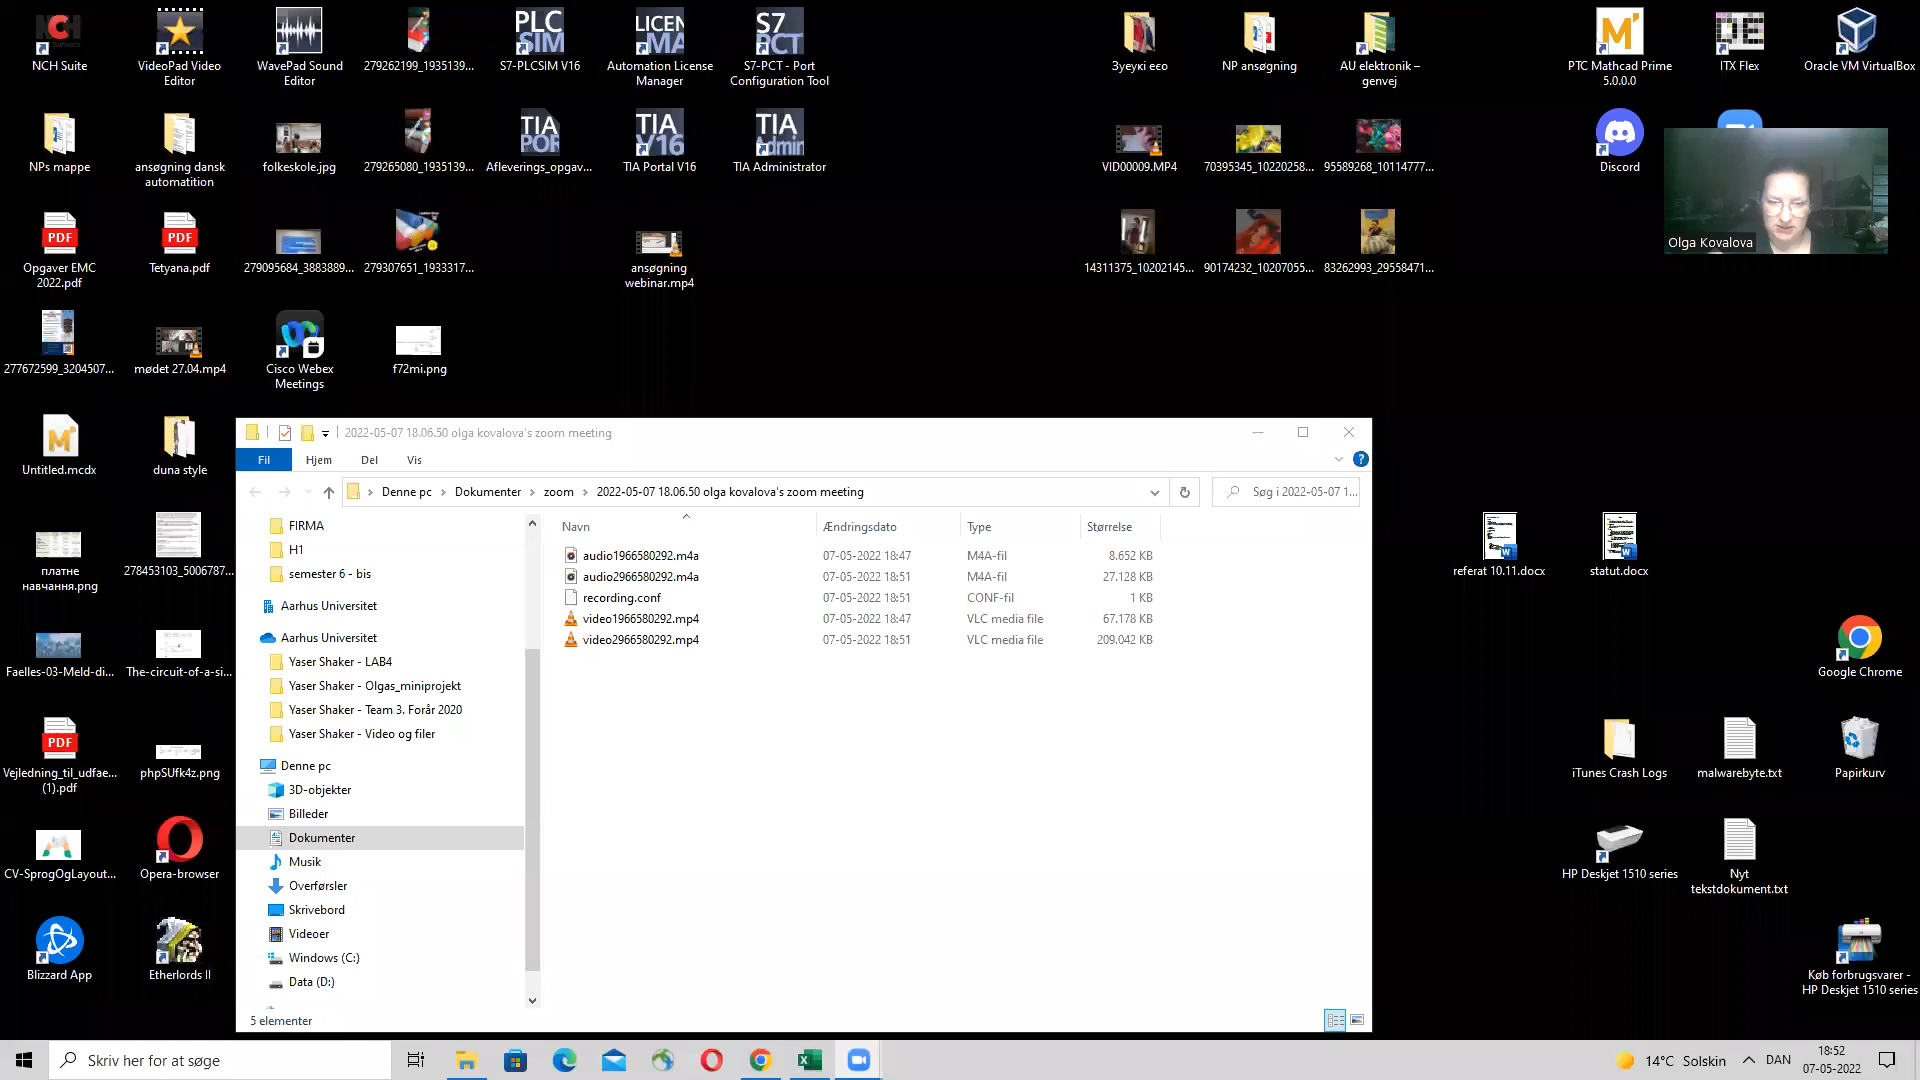 NCH Suite
VideoPad Video
Editor
WavePad Sound
Editor
279262199_1935139...
PLC
SIM
S7-PLCSIM V16
Automation License
Manager
S7
PCT
S7-PCT - Port
Configuration Tool
Зуеукі есо
NP ansøgning
AU elektronik –
genvej
PTC Mathcad Prime
5.0.0.0
ITX Flex
Oracle VM VirtualBox
NPs mappe
ansøgning dansk
automatition
folkeskole.jpg
279265080_1935139...
Afleverings_opgav...
TIA
V16
TIA Portal V16
TIA Administrator
VID00009.MP4
70395345_10220258...
95589268_10114777...
Discord
Olga Kovalova
PDF
Opgaver EMC
2022.pdf
PDF
Tetyana.pdf
279095684_3883889...
279307651_1933317...
ansøgning
webinar.mp4
14311375_10202145...
90174232_10207055...
83262993_29558471...
277672599_3204507...
mødet 27.04.mp4
Cisco Webex
Meetings
f72mi.png
Untitled.mcdx
duna style
платне
навчання.png
278453103_5006787...
referat 10.11.docx
statut.docx
Faelles-03-Meld-di...
The-circuit-of-a-si...
Google Chrome
PDF
Vejledning_til_udfae...
(1).pdf
phpSUfk4z.png
iTunes Crash Logs
malwarebyte.txt
Papirkurv
CV-SprogOgLayout...
Opera-browser
HP Deskjet 1510 series
Nyt
tekstdokument.txt
Blizzard App
Etherlords II
Køb forbrugsvarer -
HP Deskjet 1510 series
2022-05-07 18.06.50 olga kovalova's zoom meeting
Fil Hjem Del Vis
Denne pc Dokumenter zoom 2022-05-07 18.06.50 olga kovalova's zoom meeting
Søg i 2022-05-07 1...
FIRMA
H1
semester 6 - bis
Aarhus Universitet
Aarhus Universitet
Yaser Shaker - LAB4
Yaser Shaker - Olgas_miniprojekt
Yaser Shaker - Team 3. Forår 2020
Yaser Shaker - Video og filer
Denne pc
3D-objekter
Billeder
Dokumenter
Musik
Overførsler
Skrivebord
Videoer
Windows (C:)
Data (D:)
Navn Ændringsdato Type Størrelse
audio1966580292.m4a 07-05-2022 18:47 M4A-fil 8.652 KB
audio2966580292.m4a 07-05-2022 18:51 M4A-fil 27.128 KB
recording.conf 07-05-2022 18:51 CONF-fil 1 KB
video1966580292.mp4 07-05-2022 18:47 VLC media file 67.178 KB
video2966580292.mp4 07-05-2022 18:51 VLC media file 209.042 KB
5 elementer
Skriv her for at søge
14°C Solskin
DAN
18:52
07-05-2022